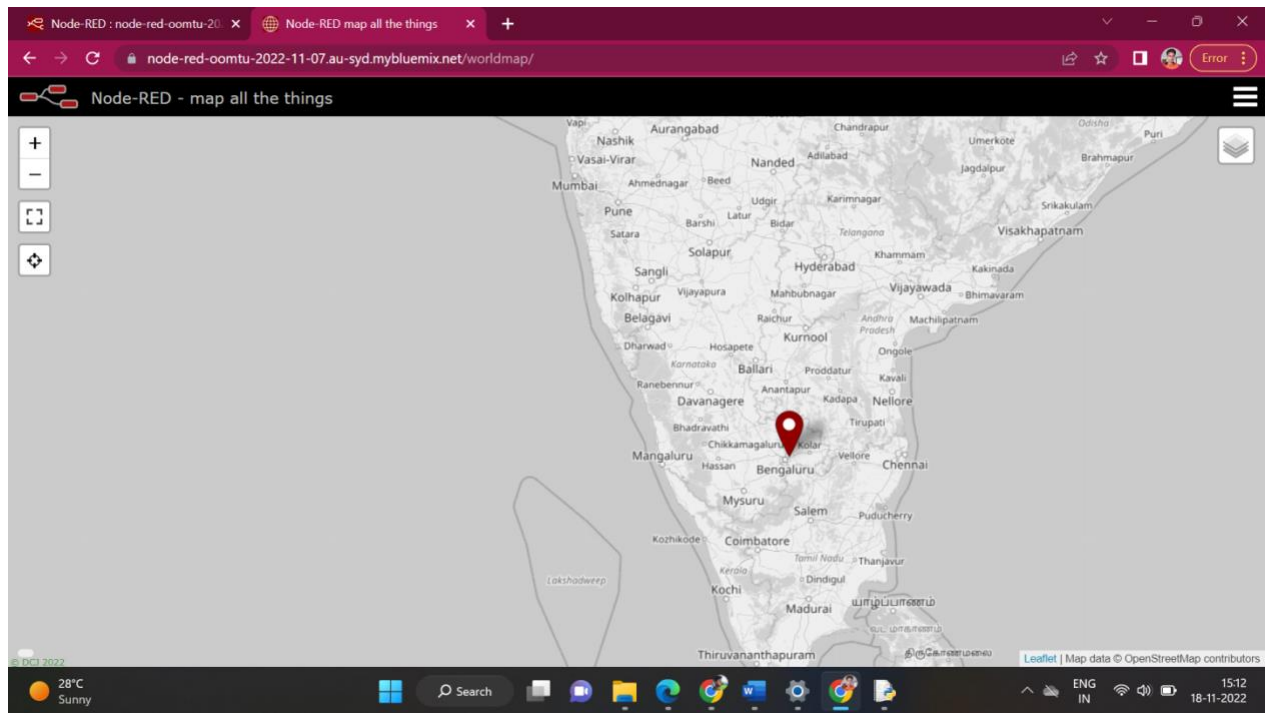 Node-RED : node-red-oomtu-20
Node-RED map all the things
node-red-oomtu-2022-11-07.au-syd.mybluemix.net/worldmap/
Error
Node-RED - map all the things
Vapi
Aurangabad
Chandrapur
Odisha
Puri
Nashik
Umerkote
Vasai-Virar
Nanded
Adilabad
Jagdalpur
Brahmapur
Mumbai
Ahmednagar
Beed
Udgir
Karimnagar
Srikakulam
Pune
Latur
Barshi
Bidar
Satara
Telangana
Visakhapatnam
Solapur
Khammam
Sangli
Hyderabad
Kakinada
Kolhapur
Vijayapura
Mahbubnagar
Vijayawada
Bhimavaram
Belagavi
Raichur
Andhra
Pradesh
Machilipatnam
Kurnool
Dharwad
Hosapete
Ongole
Karnataka
Ballari
Proddatur
Kavali
Ranebennur
Anantapur
Davanagere
Kadapa
Nellore
Bhadravathi
Tirupati
Chikkamagaluru
Kolar
Mangaluru
Hassan
Bengaluru
Vellore
Chennai
Mysuru
Salem
Puducherry
Kozhikode
Coimbatore
Tamil Nadu
Thanjavur
Lakshadweep
Kerala
Dindigul
Kochi
Madurai
யாழ்ப்பாணம்
வட மாகாணம்
Thiruvananthapuram
திருகோணமலை
© DCJ 2022
Leaflet | Map data © OpenStreetMap contributors
28°C
Sunny
Search
ENG
IN
15:12
18-11-2022